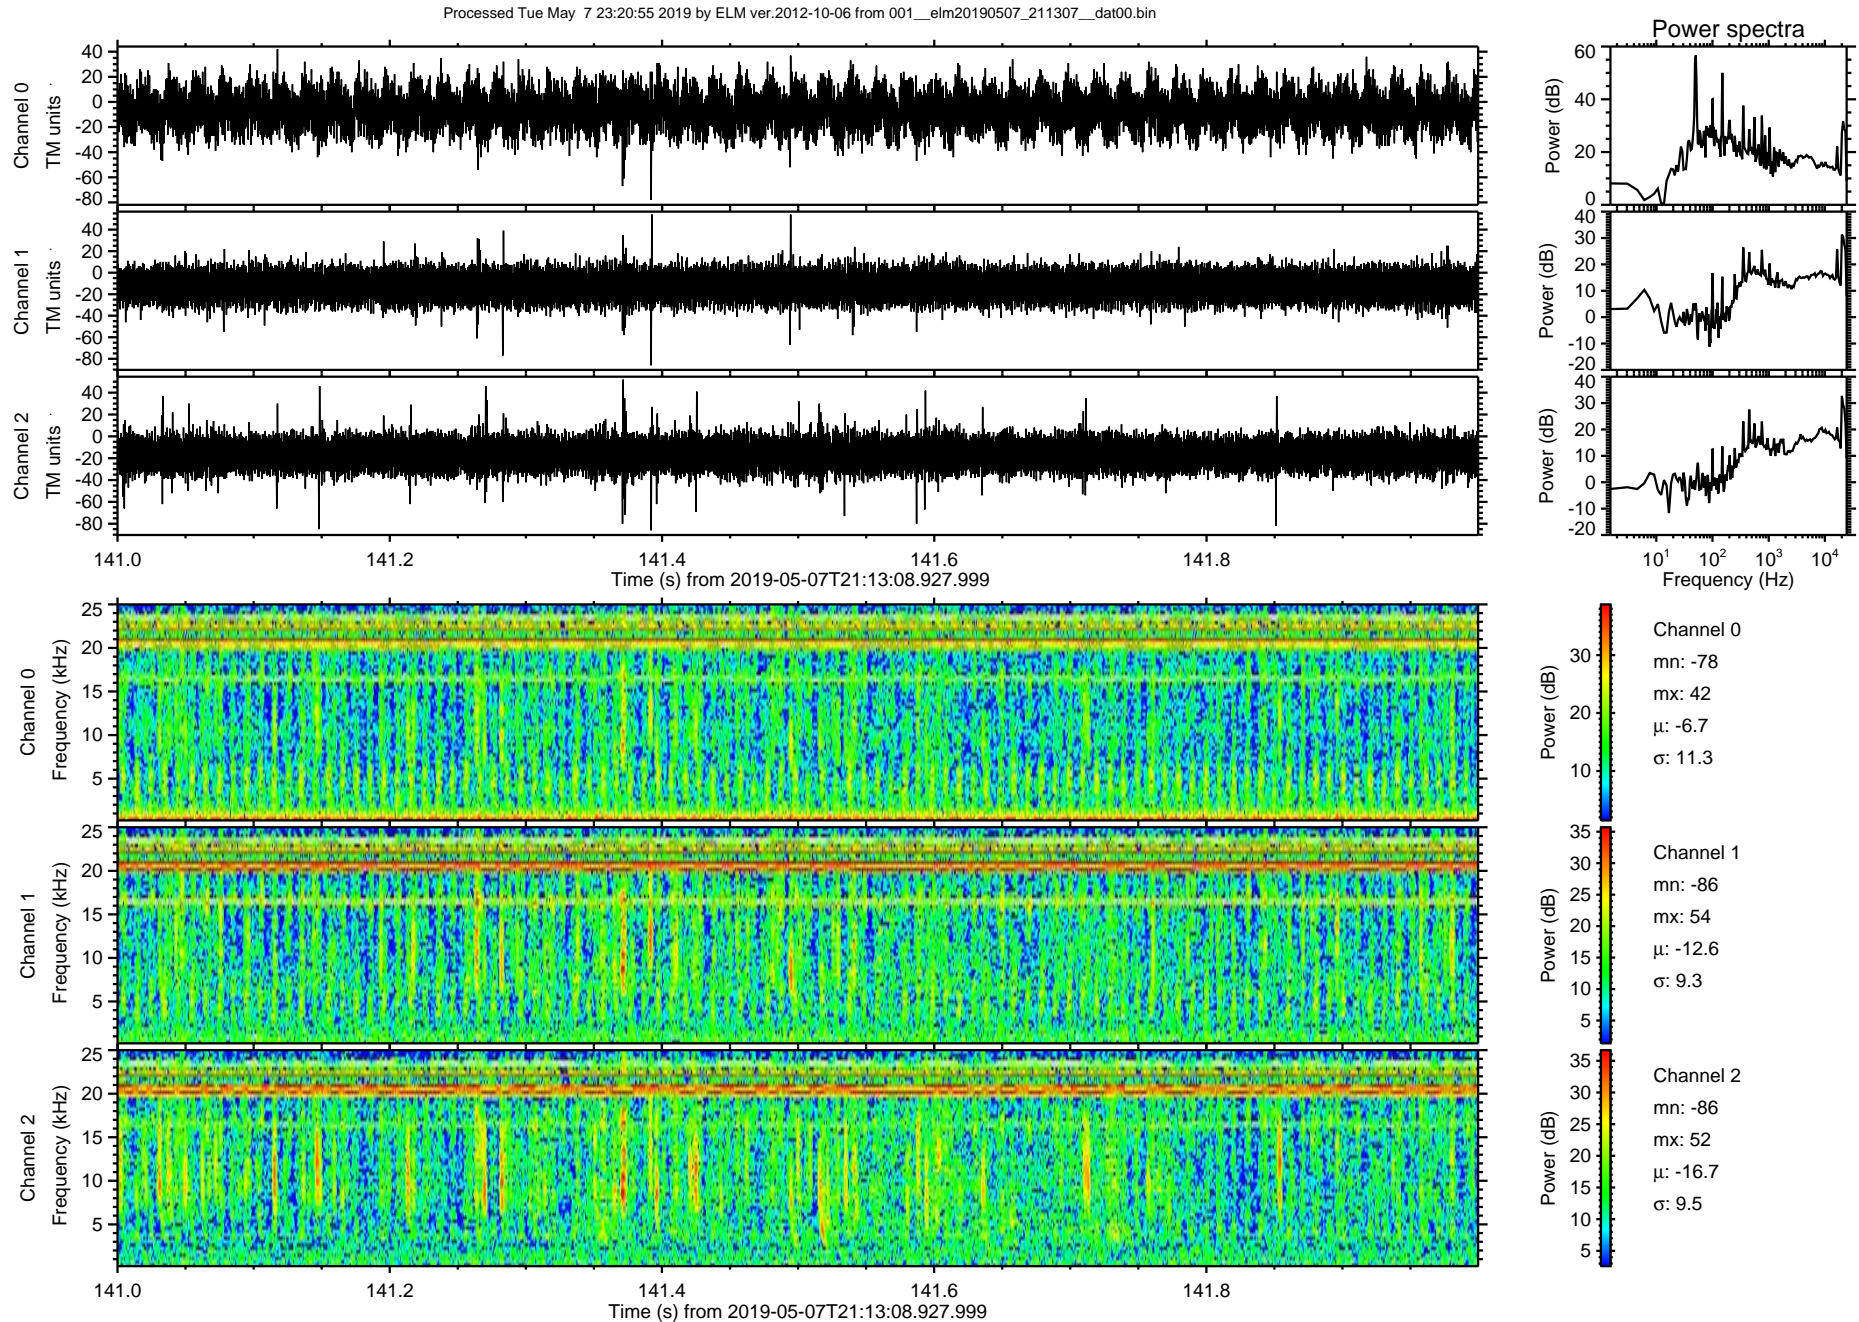 Processed Tue May 7 23:20:55 2019 by ELM ver.2012-10-06 from 001__elm20190507_211307__dat00.bin
Power spectra
Channel 0
TM units
40
20
0
-20
-40
-60
-80
Power (dB)
60
40
20
0
Channel 1
TM units
40
20
0
-20
-40
-60
-80
Power (dB)
40
30
20
10
0
-10
-20
Channel 2
TM units
40
20
0
-20
-40
-60
-80
Power (dB)
40
30
20
10
0
-10
-20
141.0 141.2 141.4 141.6 141.8
Time (s) from 2019-05-07T21:13:08.927.999
10^1 10^2 10^3 10^4
Frequency (Hz)
Channel 0
Frequency (kHz)
25
20
15
10
5
Power (dB)
30
20
10
Channel 0
mn: -78
mx: 42
μ: -6.7
σ: 11.3
Channel 1
Frequency (kHz)
25
20
15
10
5
Power (dB)
35
30
25
20
15
10
5
Channel 1
mn: -86
mx: 54
μ: -12.6
σ: 9.3
Channel 2
Frequency (kHz)
25
20
15
10
5
Power (dB)
35
30
25
20
15
10
5
Channel 2
mn: -86
mx: 52
μ: -16.7
σ: 9.5
141.0 141.2 141.4 141.6 141.8
Time (s) from 2019-05-07T21:13:08.927.999